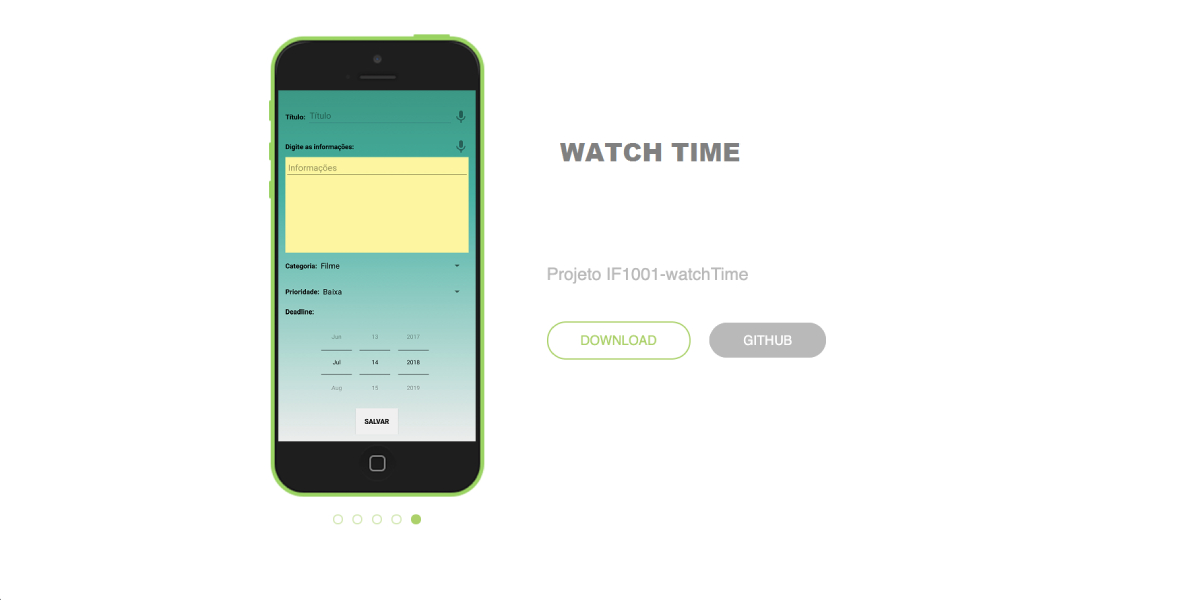 Título: Título
Digite as informações:
Informações
Categoria: Filme
Prioridade: Baixa
Deadline:
Jun 13 2017
Jul 14 2018
Aug 15 2019
SALVAR
WATCH TIME
Projeto IF1001-watchTime
DOWNLOAD GITHUB